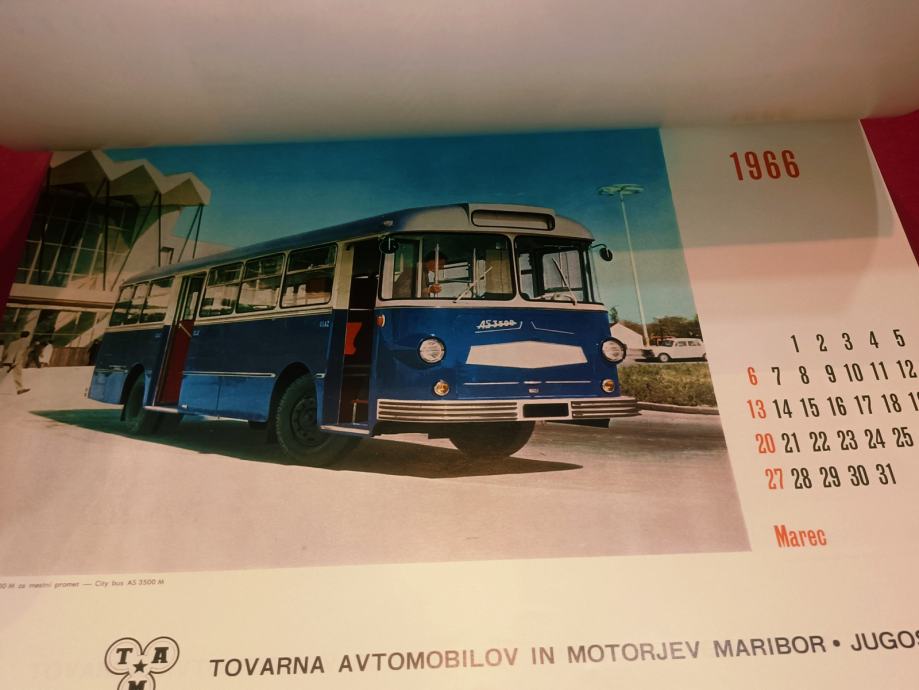 1966
1 2 3 4 5
6 7 8 9 10 11 12
13 14 15 16 17 18
20 21 22 23 24 25
27 28 29 30 31
Marec
AS 3500
M za mestni promet — City bus AS 3500 M
T A
M
TOVARNA AVTOMOBILOV IN MOTORJEV MARIBOR • JUGOS